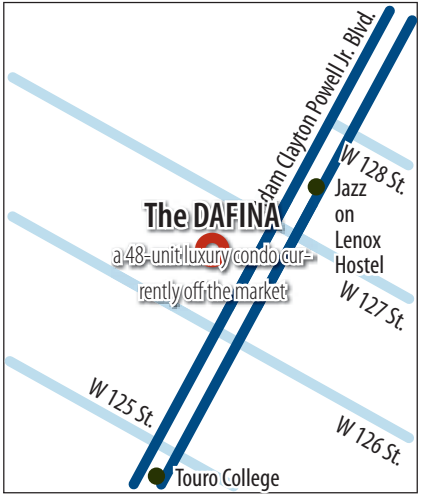 dam Clayton Powell Jr. Blvd.
W 128 St.
Jazz
on
Lenox
Hostel
The DAFINA
a 48-unit luxury condo cur-
rently off the market
W 127 St.
W 125 St.
W 126 St.
Touro College